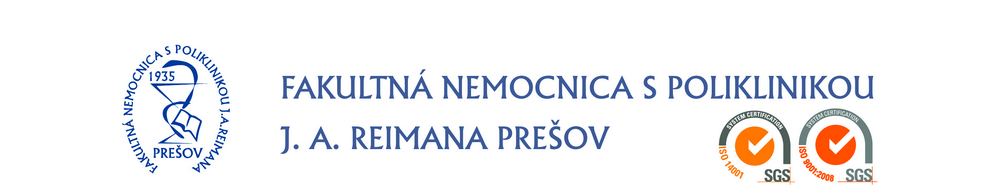 FAKULTNÁ NEMOCNICA S POLIKLINIKOU J.A.REIMANA
1935
PREŠOV
FAKULTNÁ NEMOCNICA S POLIKLINIKOU
J. A. REIMANA PREŠOV
SYSTEM CERTIFICATION
ISO 14001
SGS
SYSTEM CERTIFICATION
ISO 9001:2008
SGS